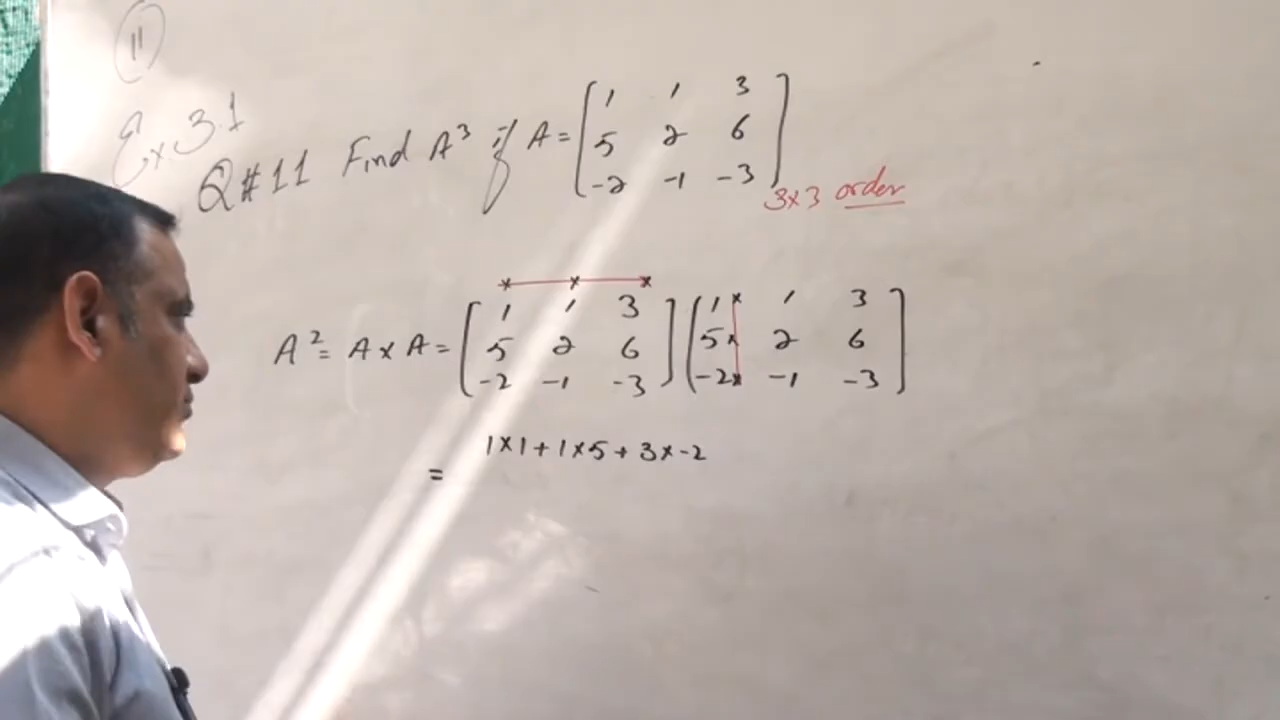 11
Ex 3.1
Q#11 Find A³ if A = [ 1 1 3
5 2 6
-2 -1 -3 ]
3x3 order
A² = A x A = [ 1 1 3 ] [ 1 1 3 ]
5 2 6 5 2 6
-2 -1 -3 -2 -1 -3
= 1x1 + 1x5 + 3x-2